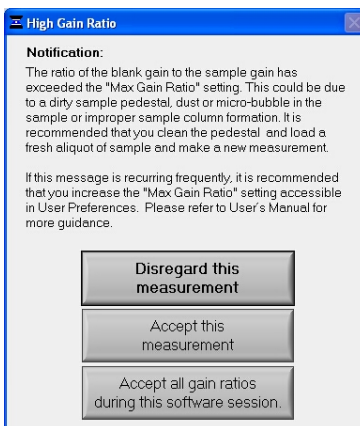 High Gain Ratio
Notification:
The ratio of the blank gain to the sample gain has
exceeded the "Max Gain Ratio" setting. This could be due
to a dirty sample pedestal, dust or micro-bubble in the
sample or improper sample column formation. It is
recommended that you clean the pedestal and load a
fresh aliquot of sample and make a new measurement.
If this message is recurring frequently, it is recommended
that you increase the "Max Gain Ratio" setting accessible
in User Preferences. Please refer to User's Manual for
more guidance.
Disregard this
measurement
Accept this
measurement
Accept all gain ratios
during this software session.